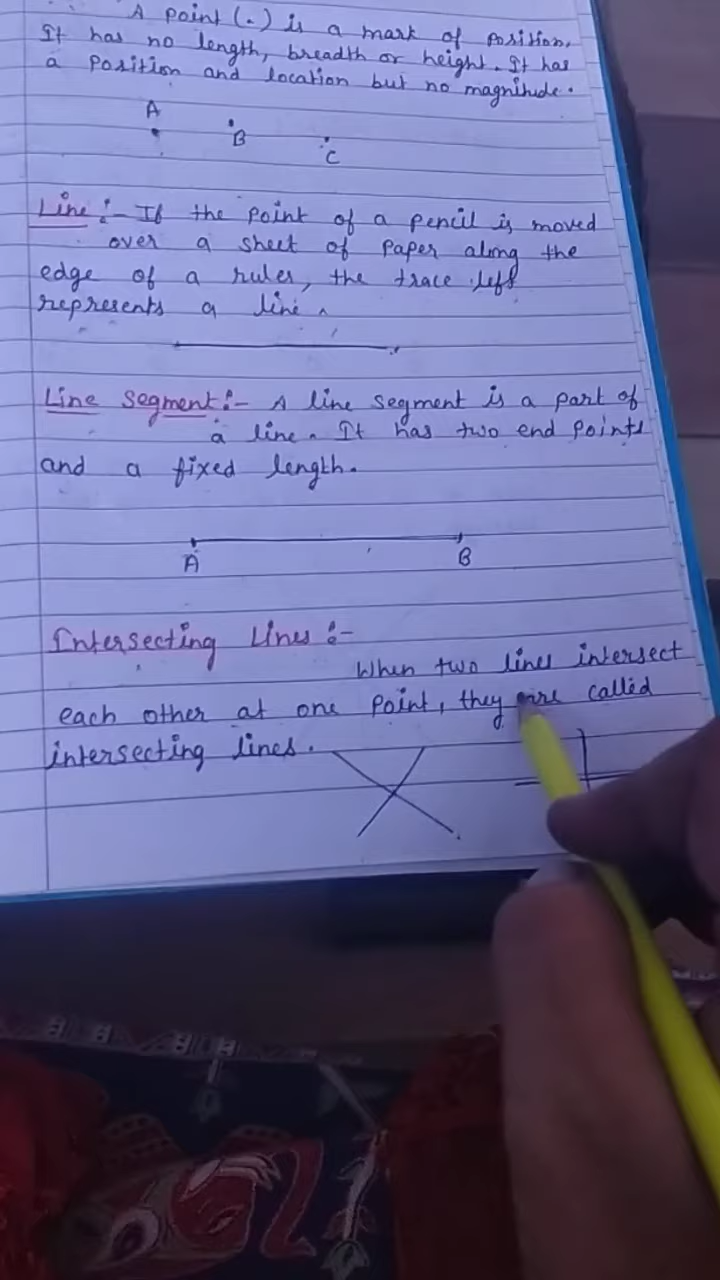 A point (.) is a mark of position.
It has no length, breadth or height. It has
a position and location but no magnitude.
A
B
C
Line :- If the point of a pencil is moved
over a sheet of paper along the
edge of a ruler, the trace left
represents a line.
Line segment :- A line segment is a part of
a line. It has two end points
and a fixed length.
A B
Intersecting Lines :-
When two lines intersect
each other at one point, they are called
intersecting lines.